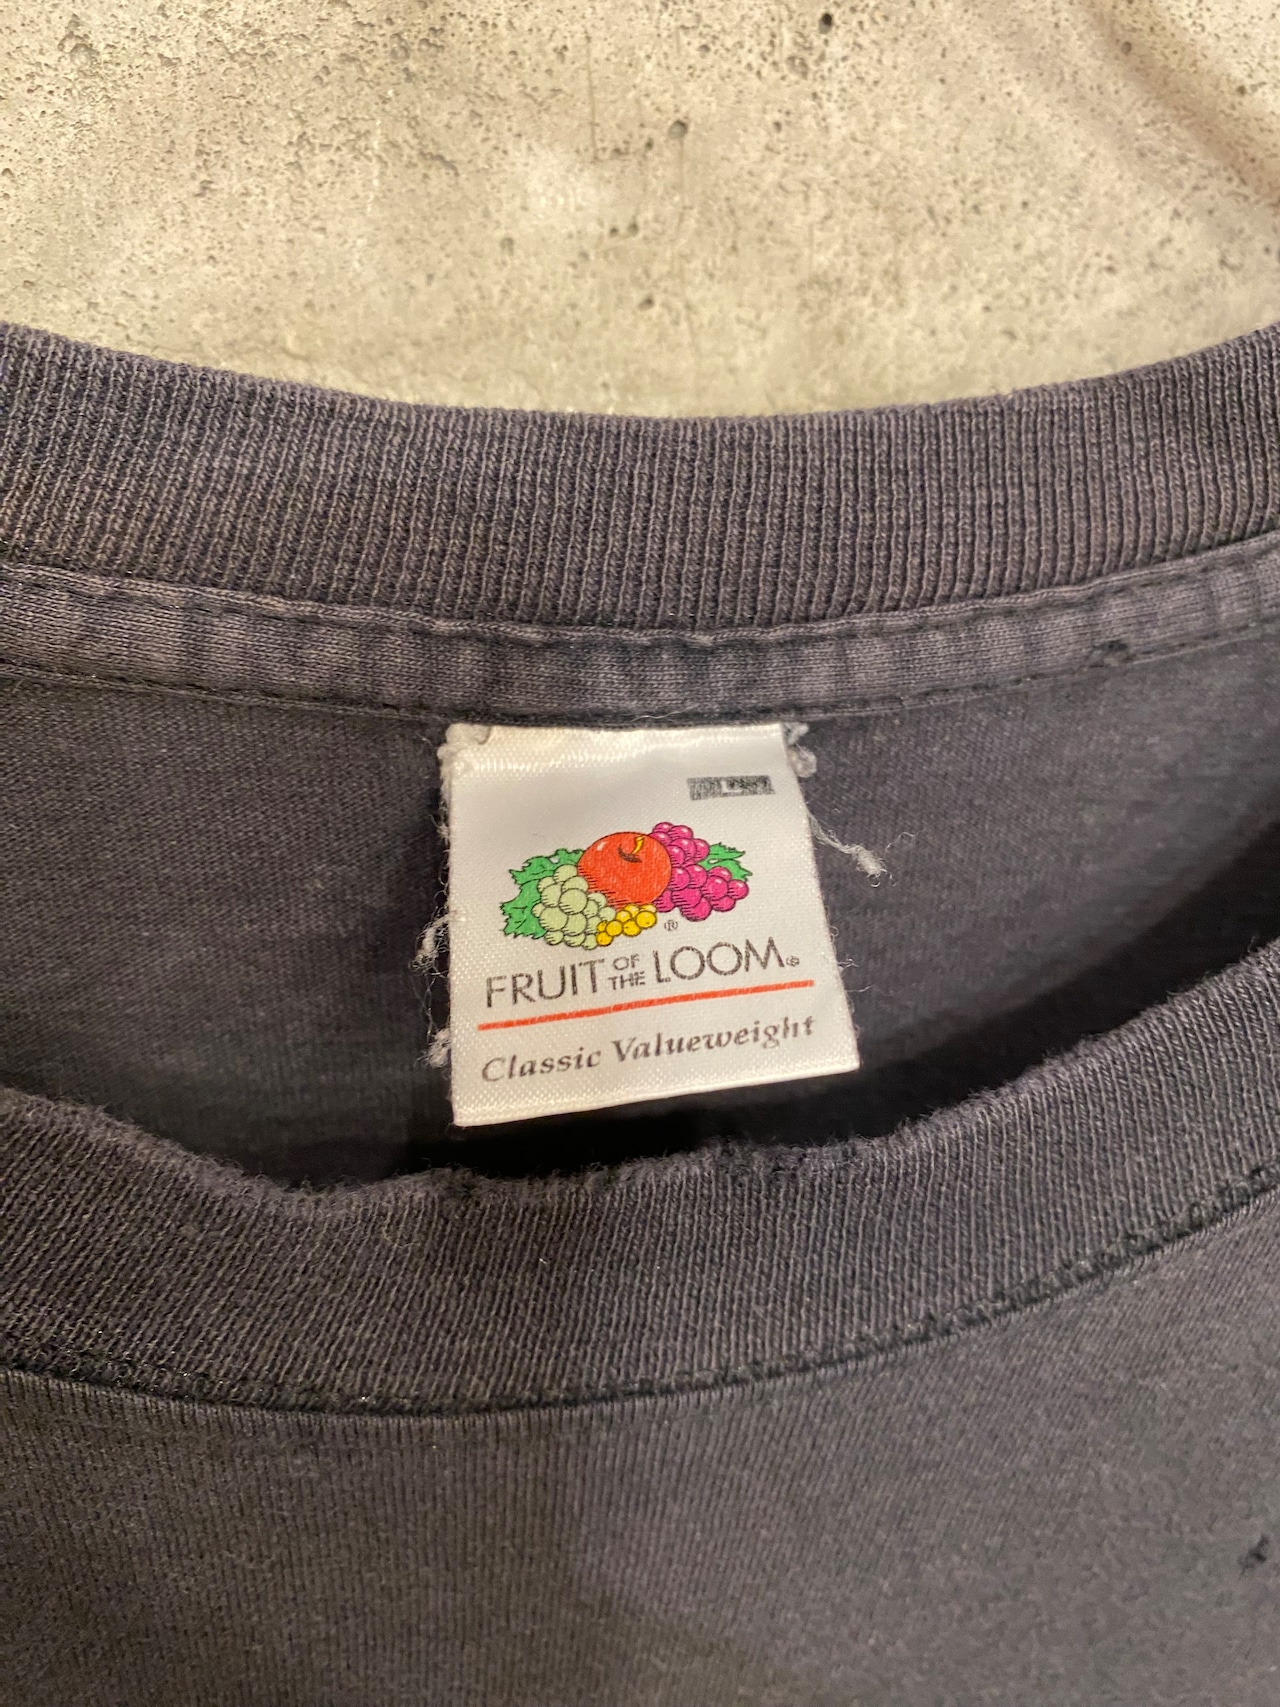 ®
FRUIT OF THE LOOM®
Classic Valueweight